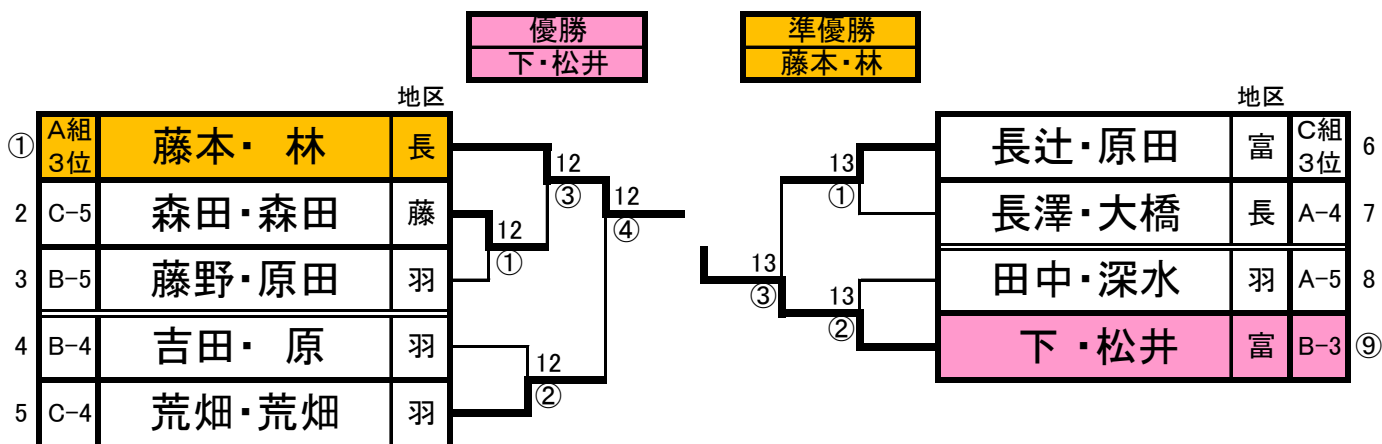 優勝
下・松井
準優勝
藤本・林
地区
① A組3位 藤本・ 林 長
2 C-5 森田・森田 藤
3 B-5 藤野・原田 羽
4 B-4 吉田・ 原 羽
5 C-4 荒畑・荒畑 羽
12
③
12
①
12
②
12
④
地区
長辻・原田 富 C組3位 6
長澤・大橋 長 A-4 7
田中・深水 羽 A-5 8
下 ・松井 富 B-3 ⑨
13
①
13
②
13
③